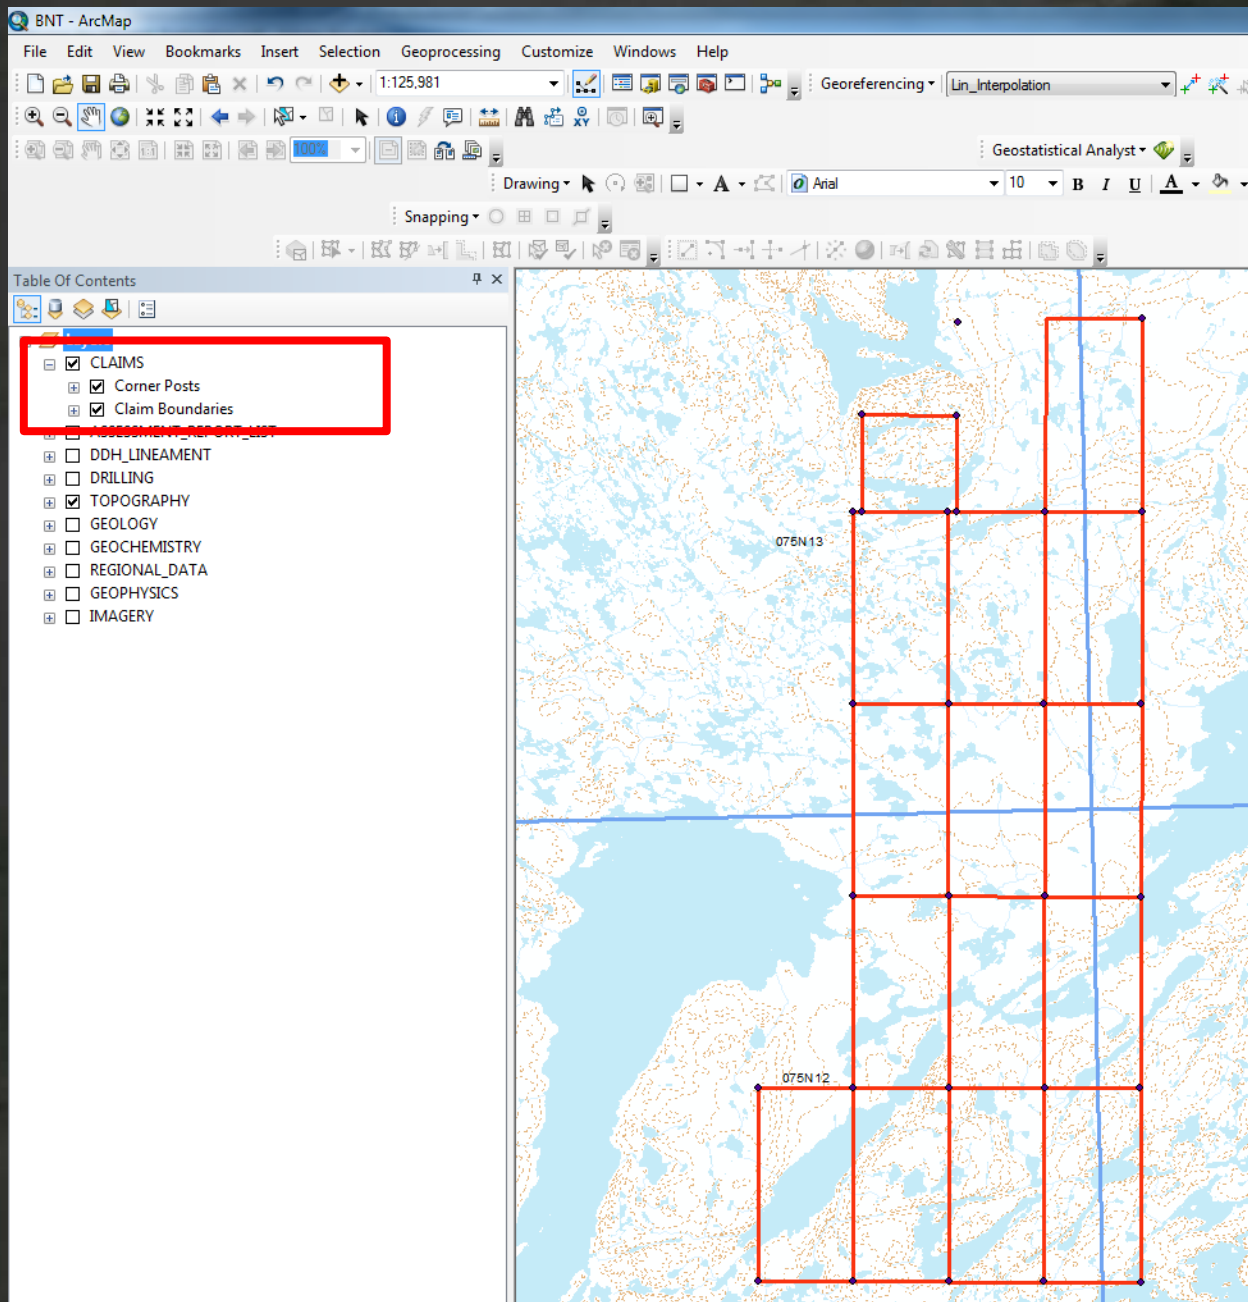 BNT - ArcMap
File Edit View Bookmarks Insert Selection Geoprocessing Customize Windows Help
1:125,981
Georeferencing
Lin_Interpolation
100%
Geostatistical Analyst
Drawing
A
Arial
10
B I U A
Snapping
Table Of Contents
CLAIMS
Corner Posts
Claim Boundaries
ASSESSMENT_REPORT_LIST
DDH_LINEAMENT
DRILLING
TOPOGRAPHY
GEOLOGY
GEOCHEMISTRY
REGIONAL_DATA
GEOPHYSICS
IMAGERY
075N13
075N12